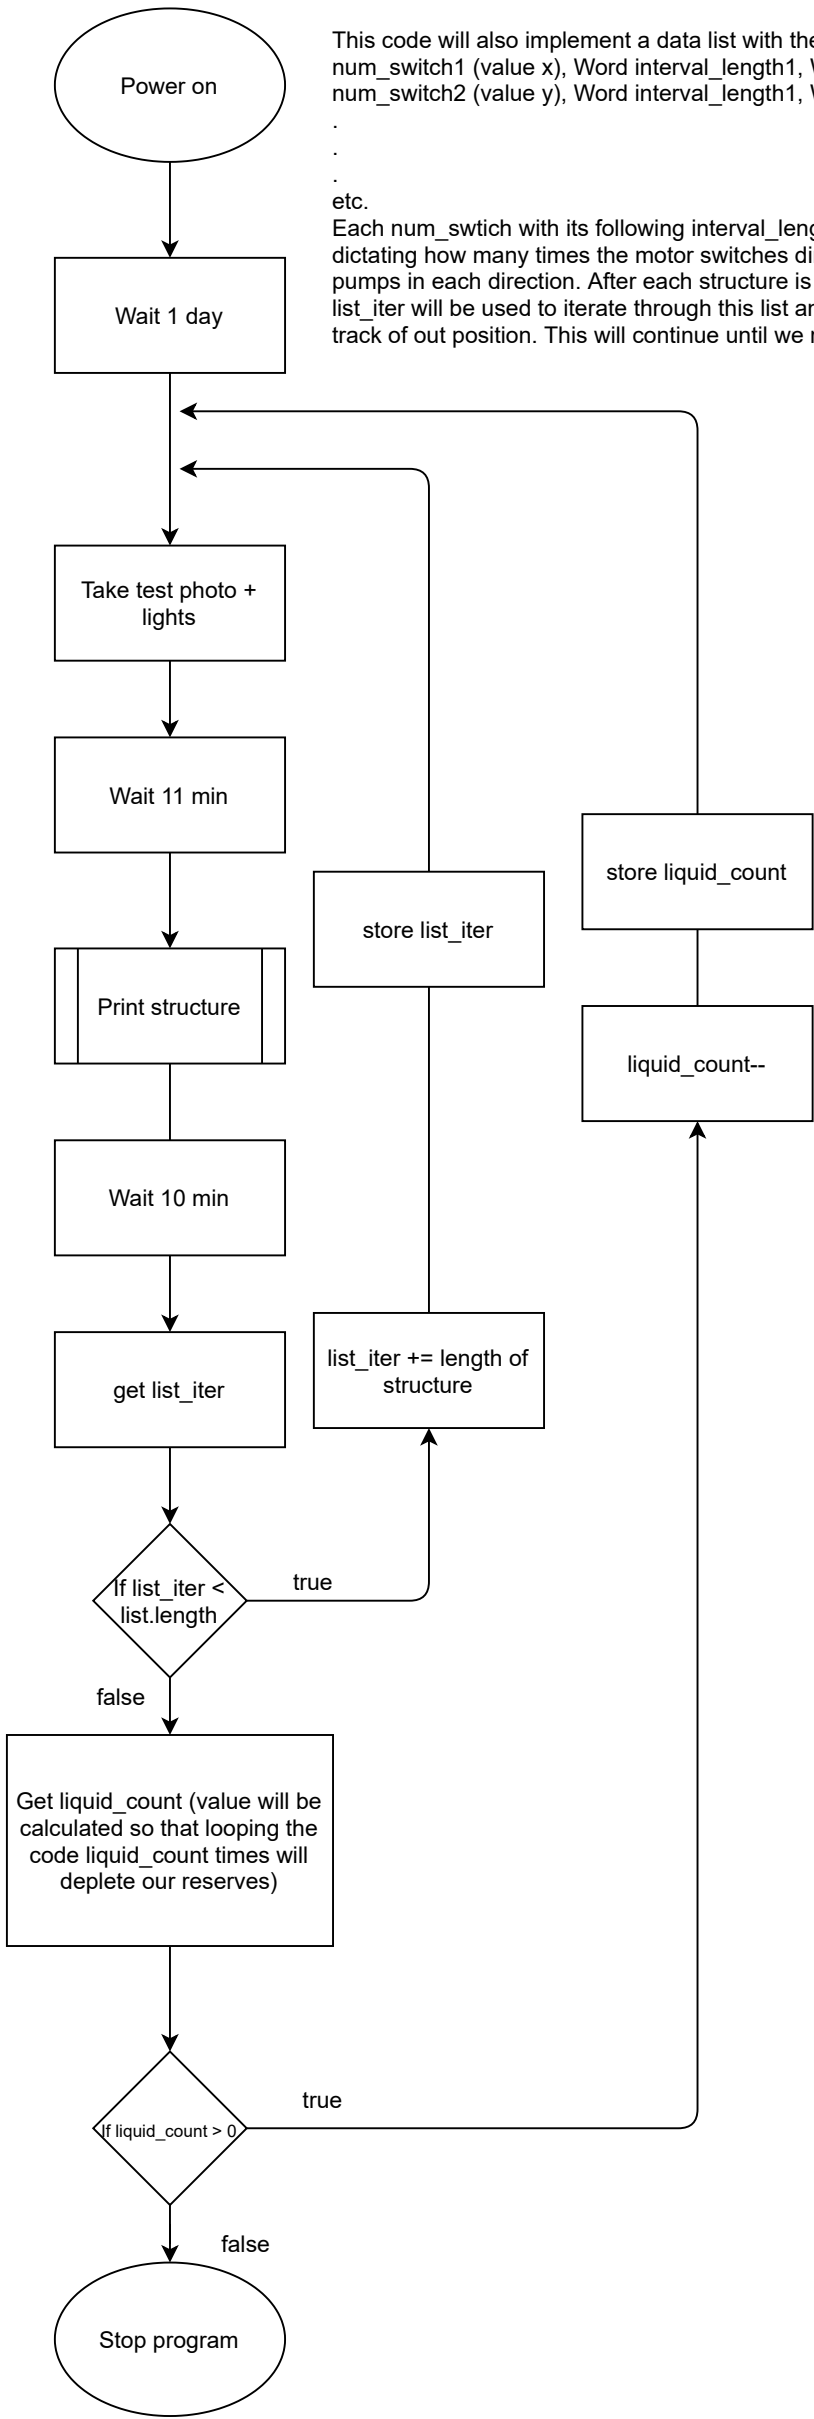 Power on
This code will also implement a data list with the
num_switch1 (value x), Word interval_length1,
num_switch2 (value y), Word interval_length1,
.
.
.
etc.
Each num_swtich with its following
dictating how many times the motor switches
pumps in each direction. After each structure is
list_iter will be used to iterate through this list
track of out position. This will continue until we
Wait 1 day
Take test photo +
lights
Wait 11 min
store liquid_count
store list_iter
Print structure
liquid_count--
Wait 10 min
list_iter += length of
structure
get list_iter
If list_iter <
list.length
true
false
Get liquid_count (value will be
calculated so that looping the
code liquid_count times will
deplete our reserves)
true
If liquid_count > 0
false
Stop program